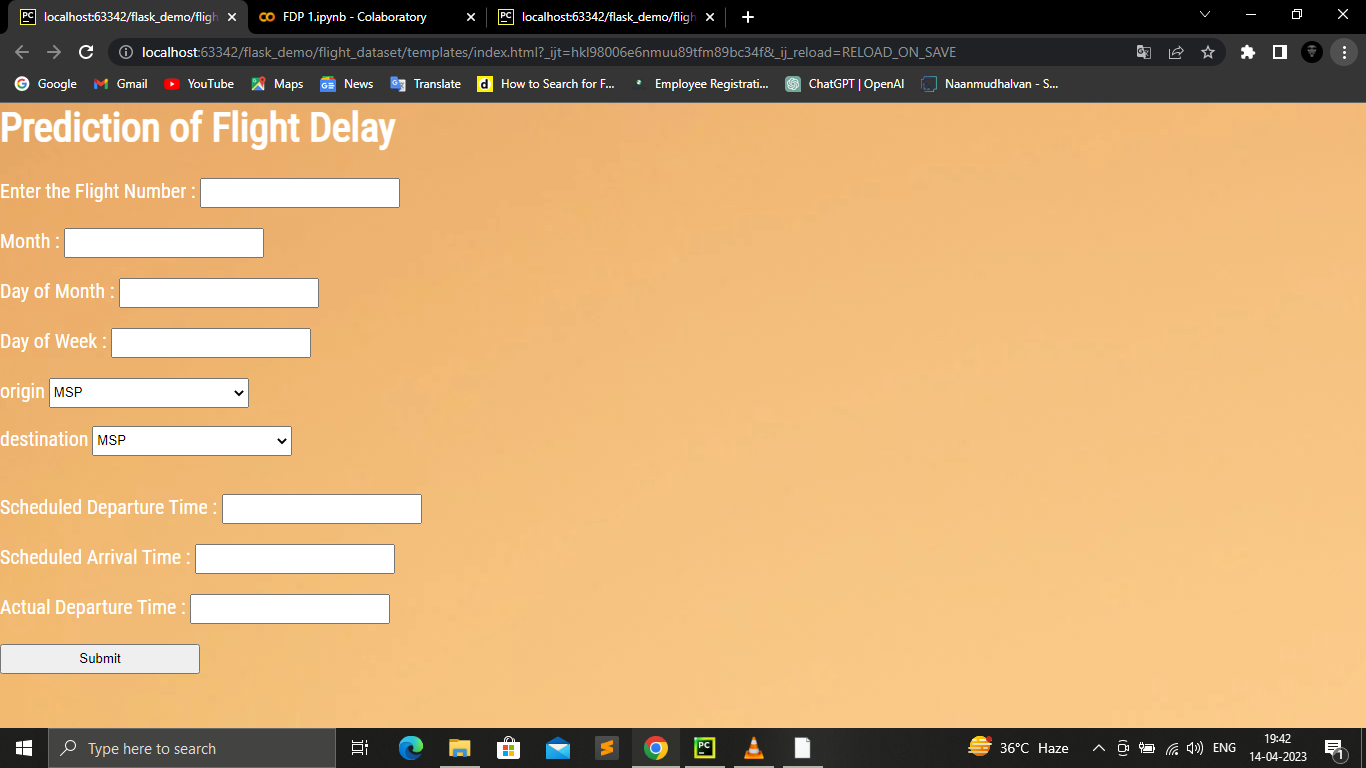 localhost:63342/flask_demo/fligh
FDP 1.ipynb - Colaboratory
localhost:63342/flask_demo/fligh
localhost:63342/flask_demo/flight_dataset/templates/index.html?_ijt=hkl98006e6nmuu89tfm89bc34f&_ij_reload=RELOAD_ON_SAVE
Google Gmail YouTube Maps News Translate How to Search for F... Employee Registrati... ChatGPT | OpenAI Naanmudhalvan - S...
Prediction of Flight Delay
Enter the Flight Number :
Month :
Day of Month :
Day of Week :
origin MSP
destination MSP
Scheduled Departure Time :
Scheduled Arrival Time :
Actual Departure Time :
Submit
Type here to search
36°C Haze
ENG
19:42
14-04-2023
1